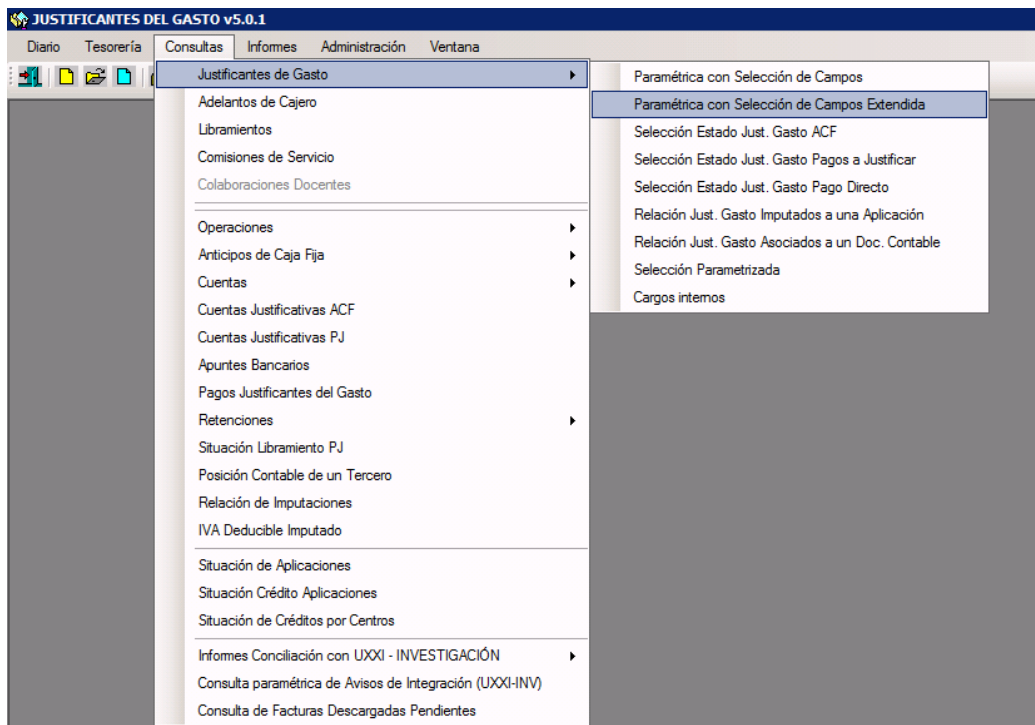 JUSTIFICANTES DEL GASTO v5.0.1
Diario Tesorería Consultas Informes Administración Ventana
Justificantes de Gasto
Adelantos de Cajero
Libramientos
Comisiones de Servicio
Colaboraciones Docentes
Operaciones
Anticipos de Caja Fija
Cuentas
Cuentas Justificativas ACF
Cuentas Justificativas PJ
Apuntes Bancarios
Pagos Justificantes del Gasto
Retenciones
Situación Libramiento PJ
Posición Contable de un Tercero
Relación de Imputaciones
IVA Deducible Imputado
Situación de Aplicaciones
Situación Crédito Aplicaciones
Situación de Créditos por Centros
Informes Conciliación con UXXI - INVESTIGACIÓN
Consulta paramétrica de Avisos de Integración (UXXI-INV)
Consulta de Facturas Descargadas Pendientes
Paramétrica con Selección de Campos
Paramétrica con Selección de Campos Extendida
Selección Estado Just. Gasto ACF
Selección Estado Just. Gasto Pagos a Justificar
Selección Estado Just. Gasto Pago Directo
Relación Just. Gasto Imputados a una Aplicación
Relación Just. Gasto Asociados a un Doc. Contable
Selección Parametrizada
Cargos internos